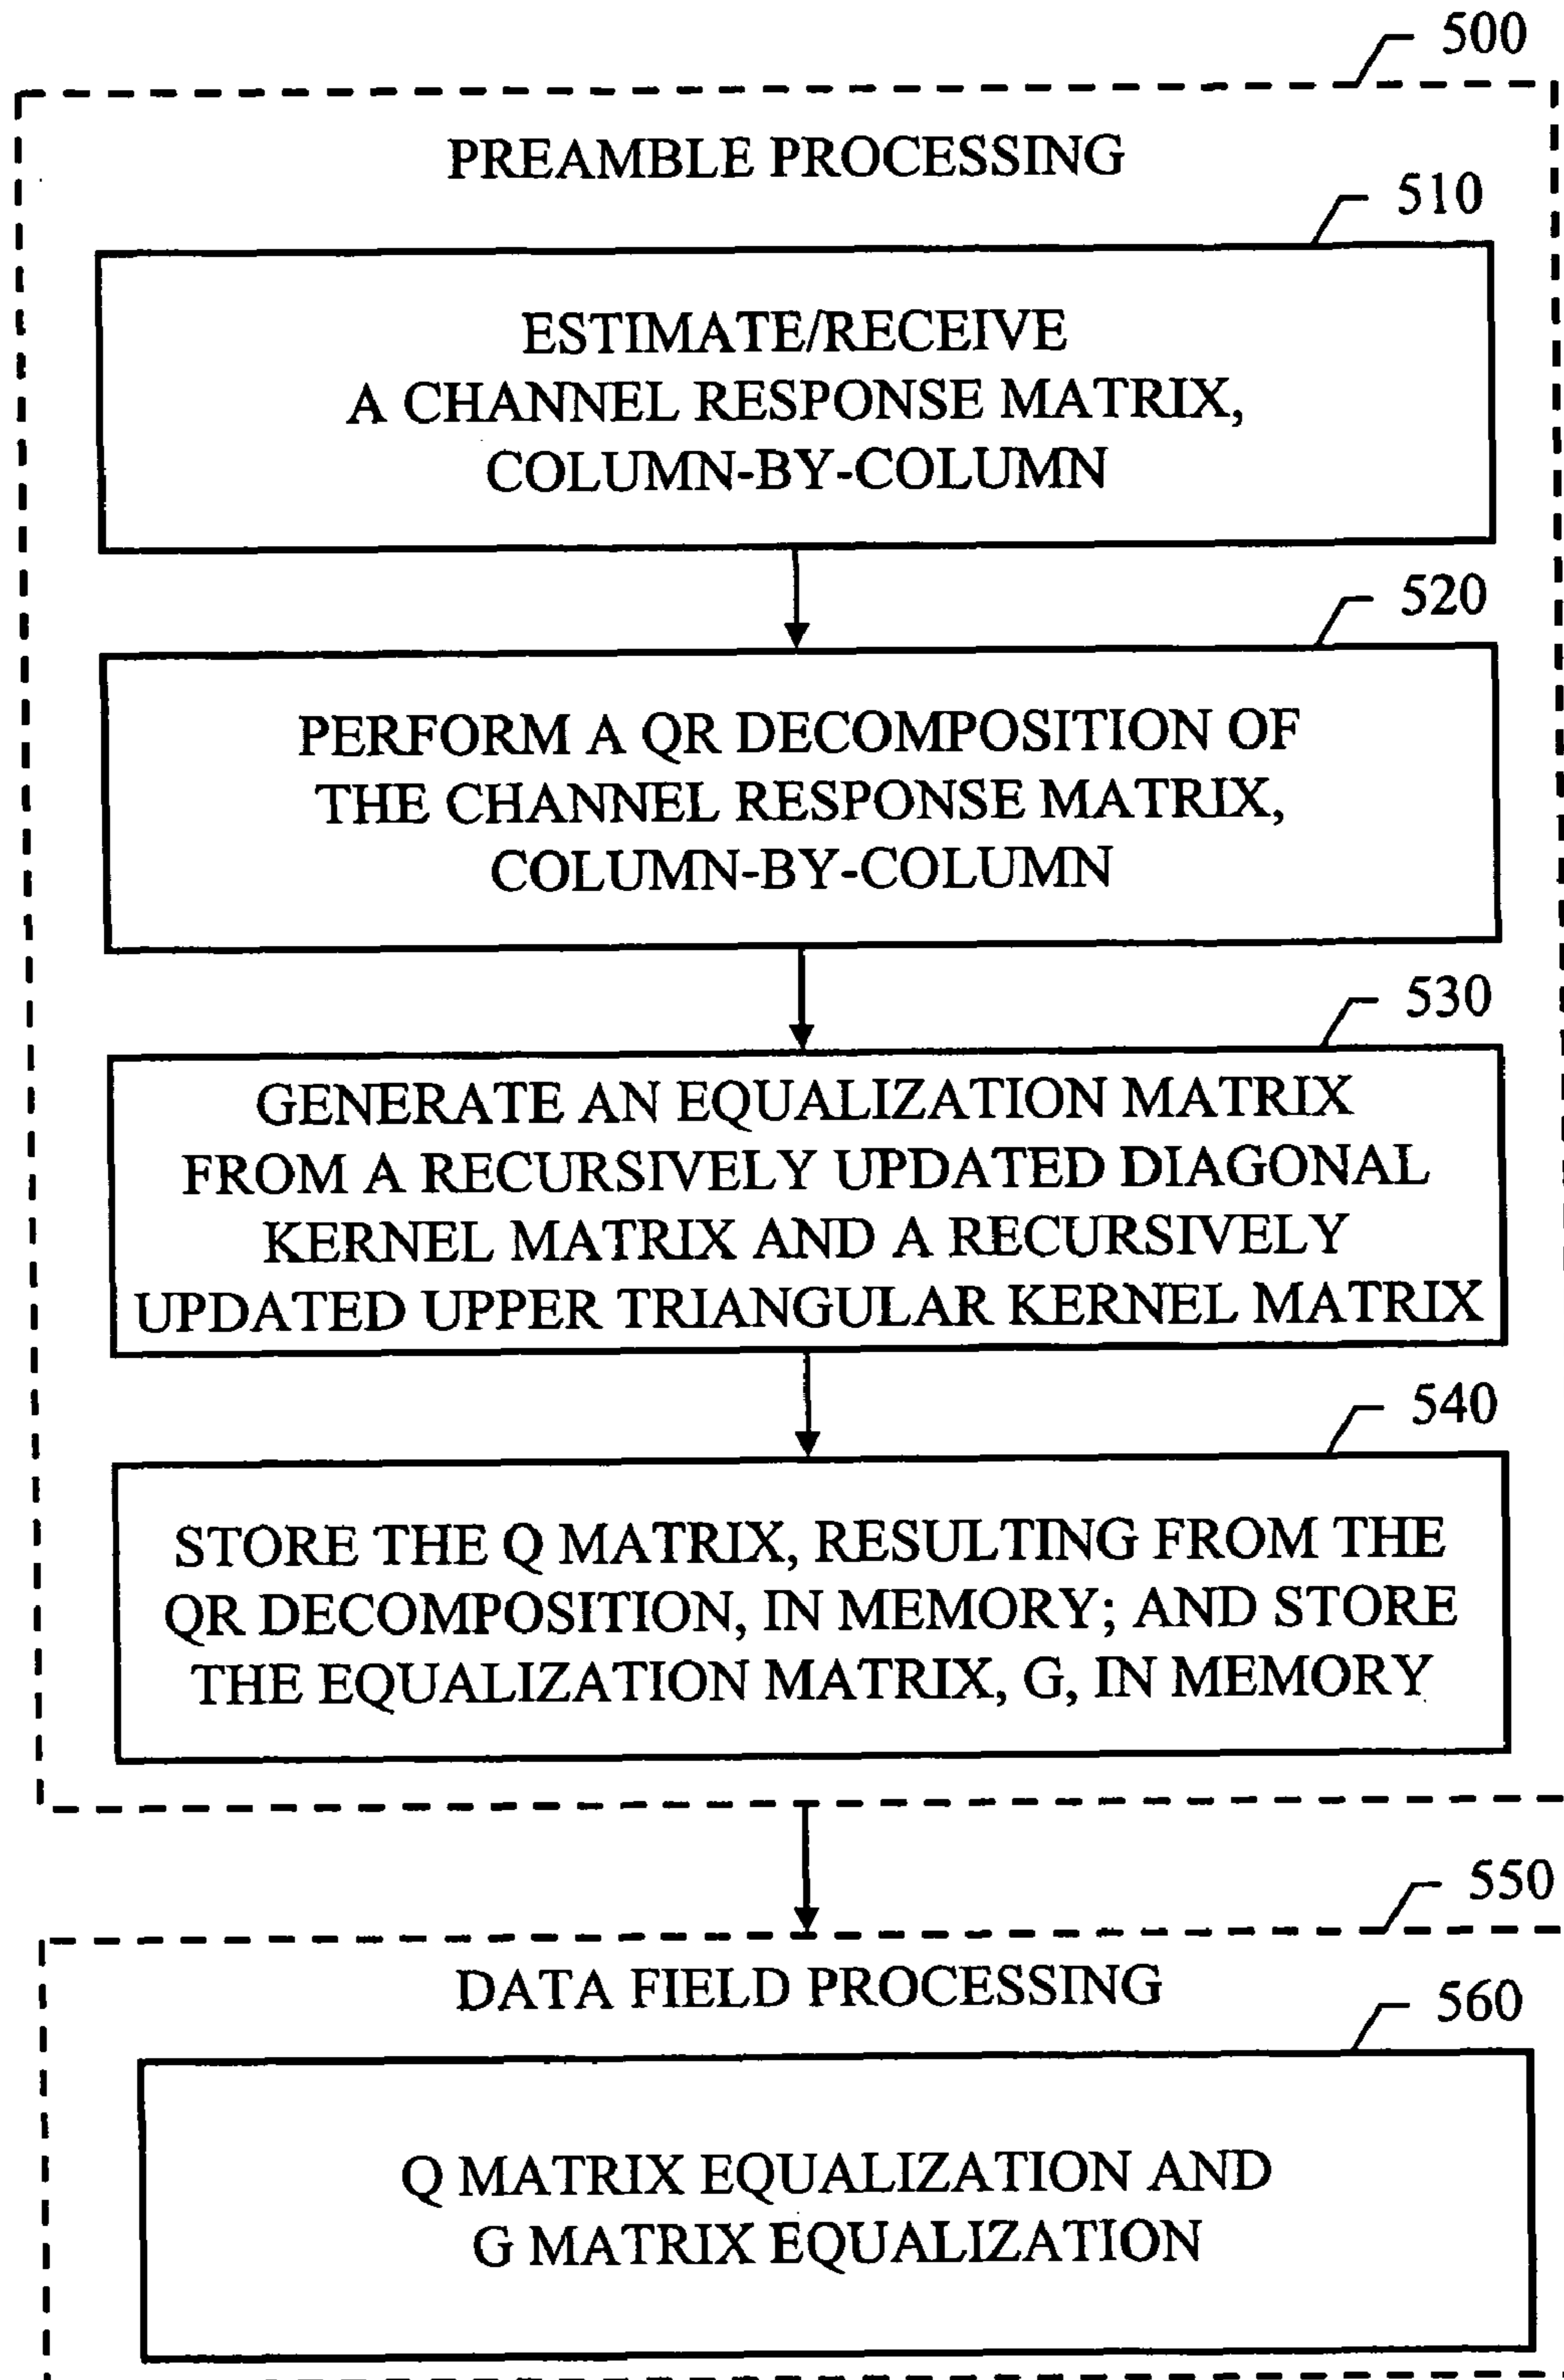 500
PREAMBLE PROCESSING
510
ESTIMATE/RECEIVE
A CHANNEL RESPONSE MATRIX,
COLUMN-BY-COLUMN
520
PERFORM A QR DECOMPOSITION OF
THE CHANNEL RESPONSE MATRIX,
COLUMN-BY-COLUMN
530
GENERATE AN EQUALIZATION MATRIX
FROM A RECURSIVELY UPDATED DIAGONAL
KERNEL MATRIX AND A RECURSIVELY
UPDATED UPPER TRIANGULAR KERNEL MATRIX
540
STORE THE Q MATRIX, RESULTING FROM THE
QR DECOMPOSITION, IN MEMORY; AND STORE
THE EQUALIZATION MATRIX, G, IN MEMORY
550
DATA FIELD PROCESSING
560
Q MATRIX EQUALIZATION AND
G MATRIX EQUALIZATION